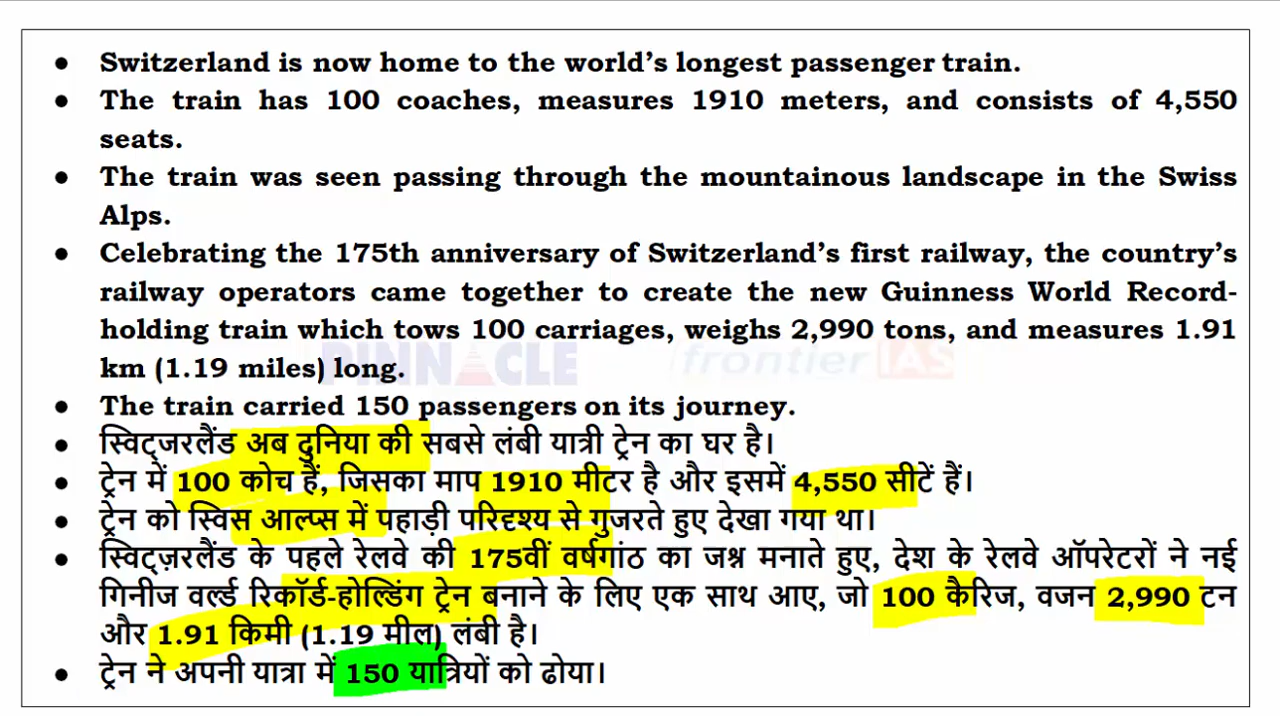 ● Switzerland is now home to the world’s longest passenger train.
● The train has 100 coaches, measures 1910 meters, and consists of 4,550
seats.
● The train was seen passing through the mountainous landscape in the Swiss
Alps.
● Celebrating the 175th anniversary of Switzerland’s first railway, the country’s
railway operators came together to create the new Guinness World Record-
holding train which tows 100 carriages, weighs 2,990 tons, and measures 1.91
km (1.19 miles) long.
PINNACLE frontier IAS
● The train carried 150 passengers on its journey.
● स्विट्जरलैंड अब दुनिया की सबसे लंबी यात्री ट्रेन का घर है।
● ट्रेन में 100 कोच हैं, जिसका माप 1910 मीटर है और इसमें 4,550 सीटें हैं।
● ट्रेन को स्विस आल्प्स में पहाड़ी परिदृश्य से गुजरते हुए देखा गया था।
● स्विट्ज़रलैंड के पहले रेलवे की 175वीं वर्षगांठ का जश्न मनाते हुए, देश के रेलवे ऑपरेटरों ने नई
गिनीज वर्ल्ड रिकॉर्ड-होल्डिंग ट्रेन बनाने के लिए एक साथ आए, जो 100 कैरिज, वजन 2,990 टन
और 1.91 किमी (1.19 मील) लंबी है।
● ट्रेन ने अपनी यात्रा में 150 यात्रियों को ढोया।